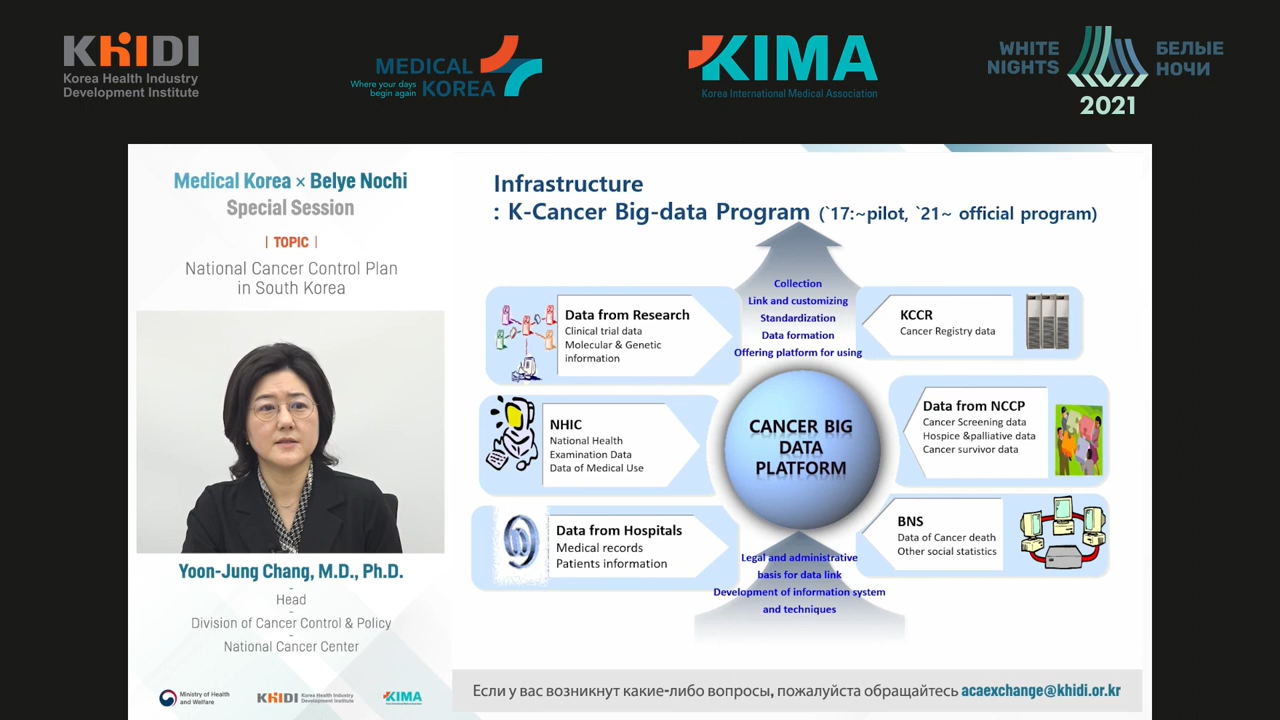 KHIDI
Korea Health Industry
Development Institute
MEDICAL
KOREA
Where your days
begin again
KIMA
Korea International Medical Association
WHITE
NIGHTS
БЕЛЫЕ
НОЧИ
2021
Medical Korea × Belye Nochi
Special Session
| TOPIC |
National Cancer Control Plan
in South Korea
Yoon-Jung Chang, M.D., Ph.D.
-
Head
-
Division of Cancer Control & Policy
-
National Cancer Center
Ministry of Health
and Welfare
KHIDI
Korea Health Industry
Development Institute
KIMA
Infrastructure
: K-Cancer Big-data Program (`17:~pilot, `21~ official program)
Collection
Link and customizing
Standardization
Data formation
Offering platform for using
Data from Research
Clinical trial data
Molecular & Genetic
information
NHIC
National Health
Examination Data
Data of Medical Use
Data from Hospitals
Medical records
Patients information
CANCER BIG
DATA
PLATFORM
KCCR
Cancer Registry data
Data from NCCP
Cancer Screening data
Hospice &palliative data
Cancer survivor data
BNS
Data of Cancer death
Other social statistics
Legal and administrative
basis for data link
Development of information system
and techniques
Если у вас возникнут какие-либо вопросы, пожалуйста обращайтесь acaexchange@khidi.or.kr